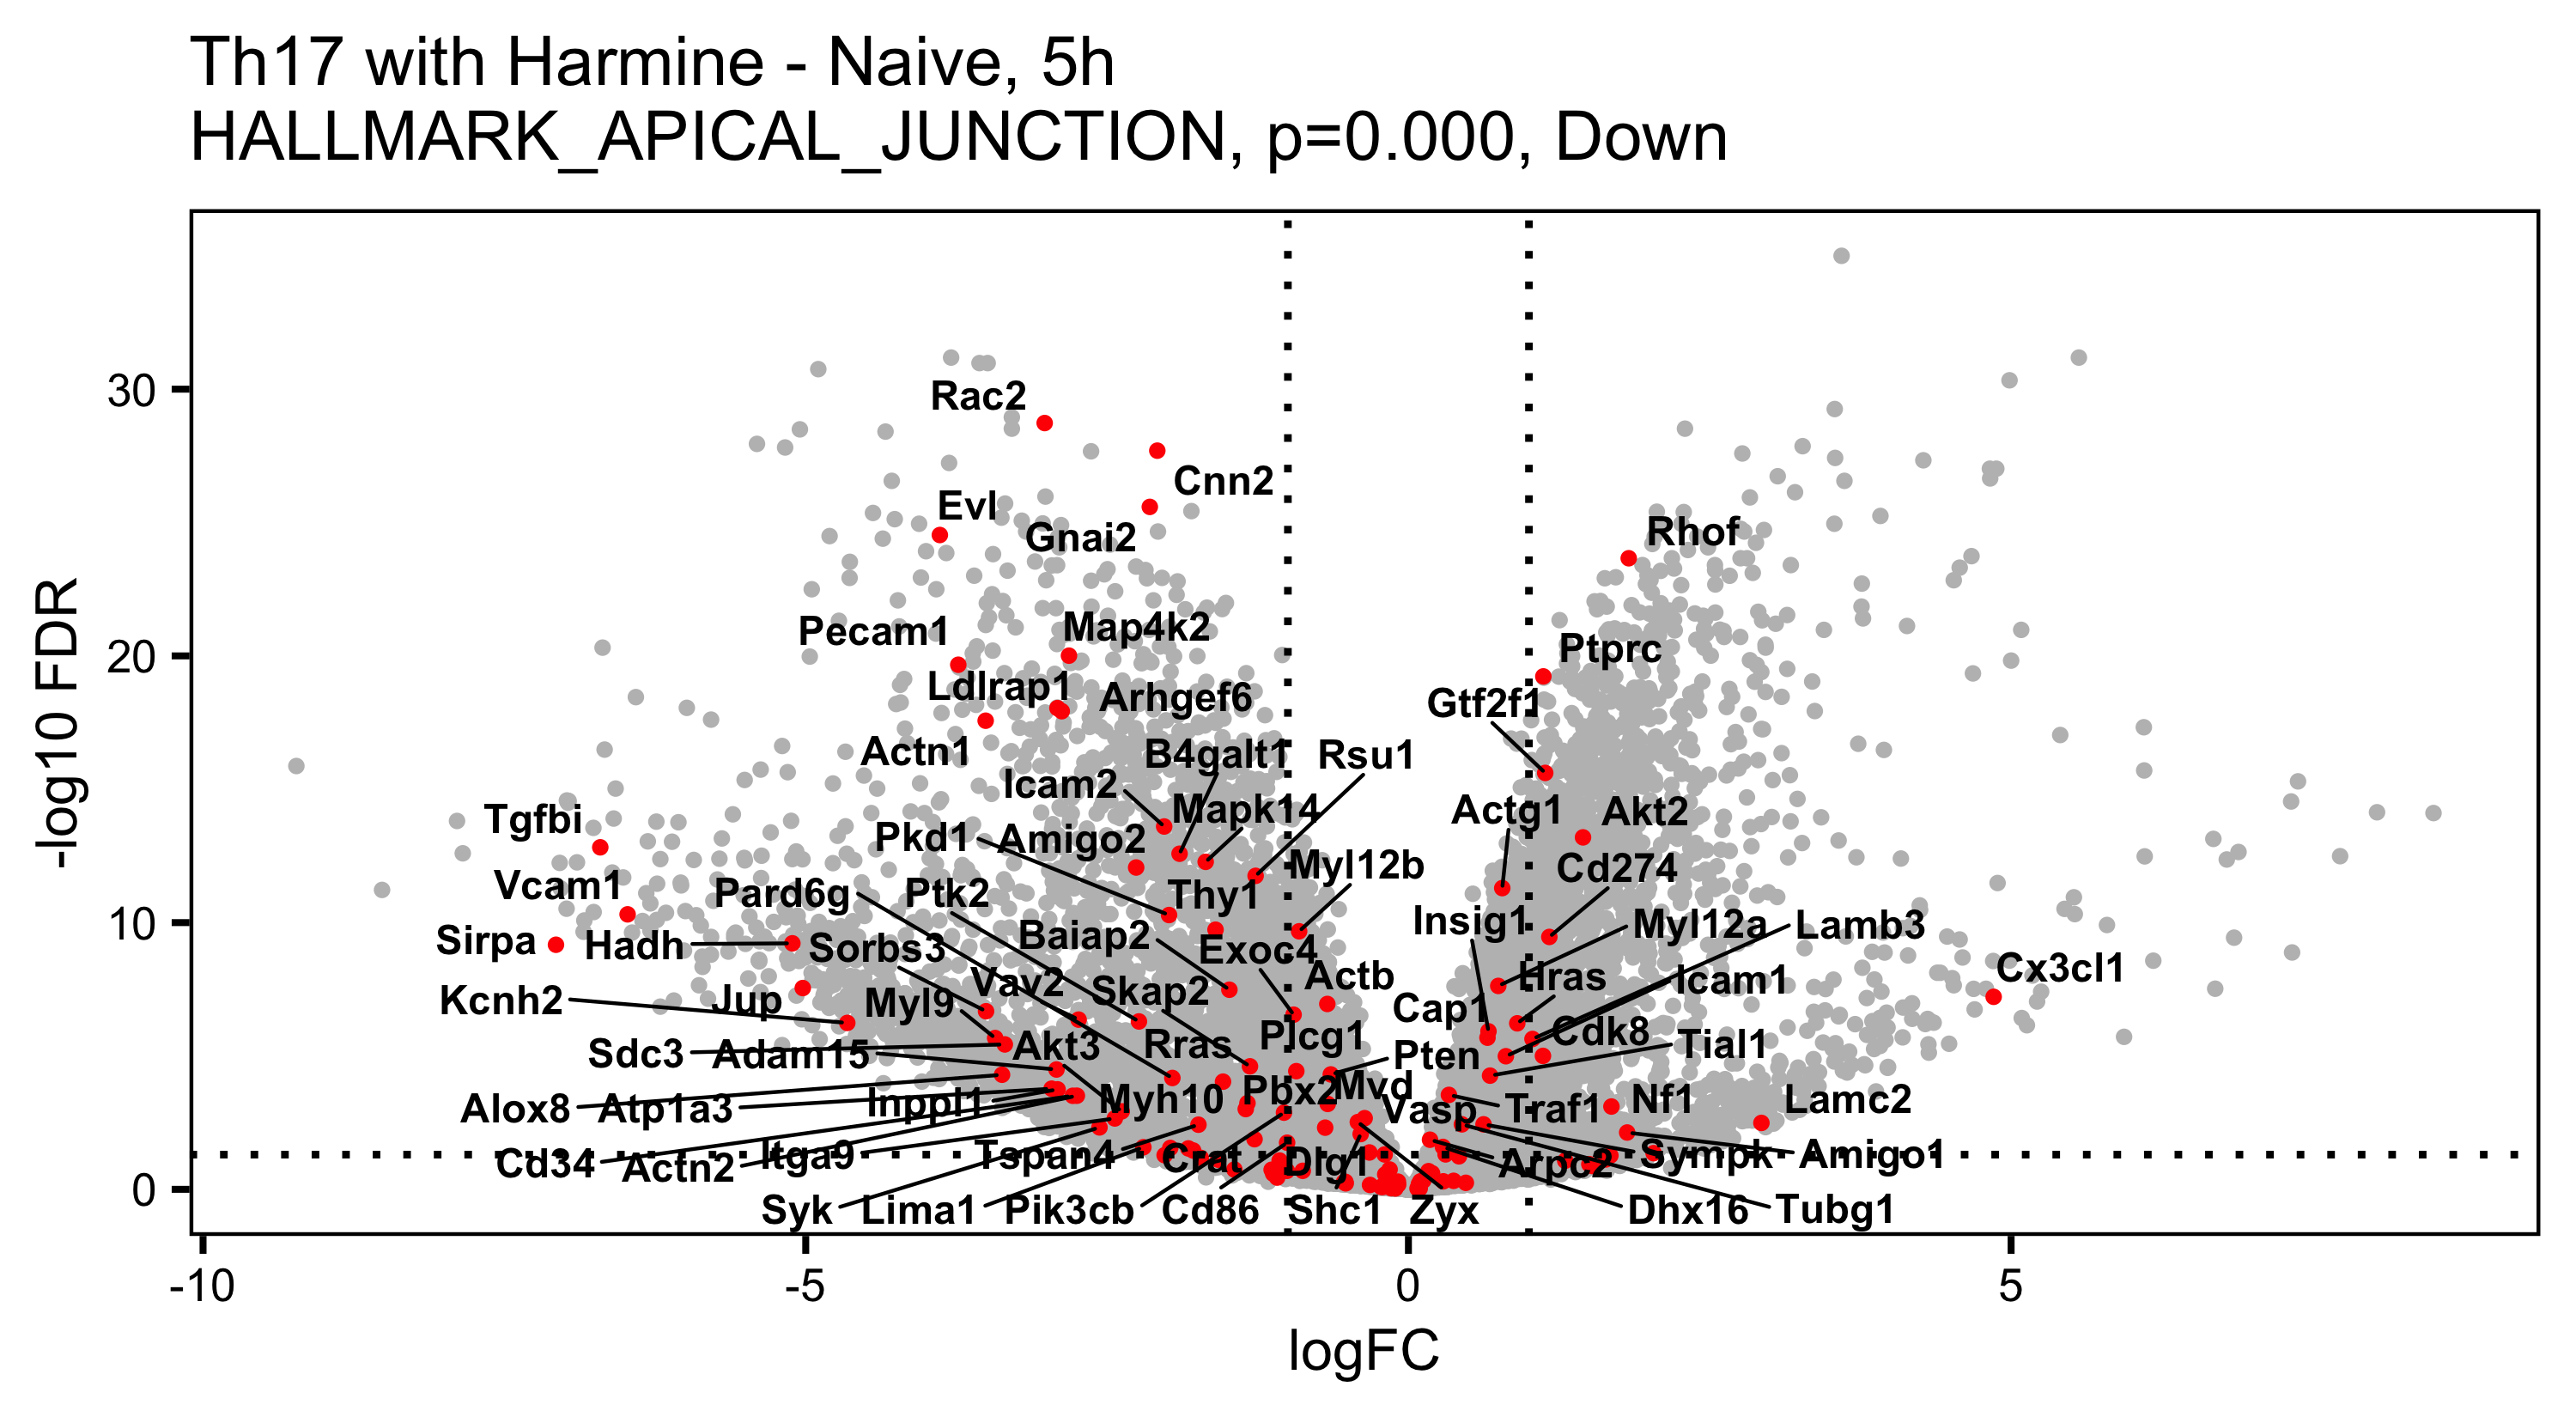 Th17 with Harmine - Naive, 5h
HALLMARK_APICAL_JUNCTION, p=0.000, Down
-log10 FDR
30
20
10
0
Rac2
Cnn2
Evl
Gnai2
Rhof
Pecam1
Map4k2
Ptprc
Ldlrap1
Arhgef6
Gtf2f1
Actn1
B4galt1
Rsu1
Icam2
Mapk14
Actg1
Akt2
Tgfbi
Pkd1
Amigo2
Myl12b
Cd274
Vcam1
Pard6g
Ptk2
Thy1
Insig1
Myl12a
Lamb3
Sirpa
Hadh
Sorbs3
Baiap2
Exoc4
Cx3cl1
Kcnh2
Jup
Myl9
Vav2
Skap2
Actb
Cap1
Hras
Icam1
Sdc3
Adam15
Akt3
Rras
Plcg1
Pten
Cdk8
Tial1
Alox8
Atp1a3
Inppl1
Myh10
Pbx2
Mvd
Vasp
Traf1
Nf1
Lamc2
Cd34
Actn2
Itga9
Tspan4
Crat
Dlg1
Arpc2
Sympk
Amigo1
Syk
Lima1
Pik3cb
Cd86
Shc1
Zyx
Dhx16
Tubg1
-10
-5
0
5
logFC